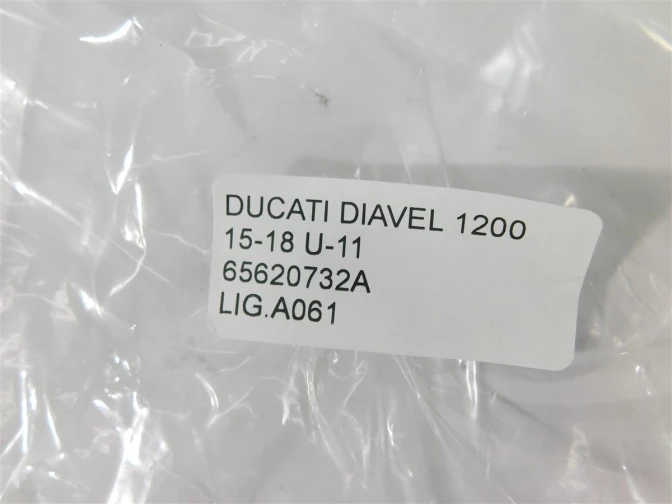 DUCATI DIAVEL 1200
15-18 U-11
65620732A
LIG.A061